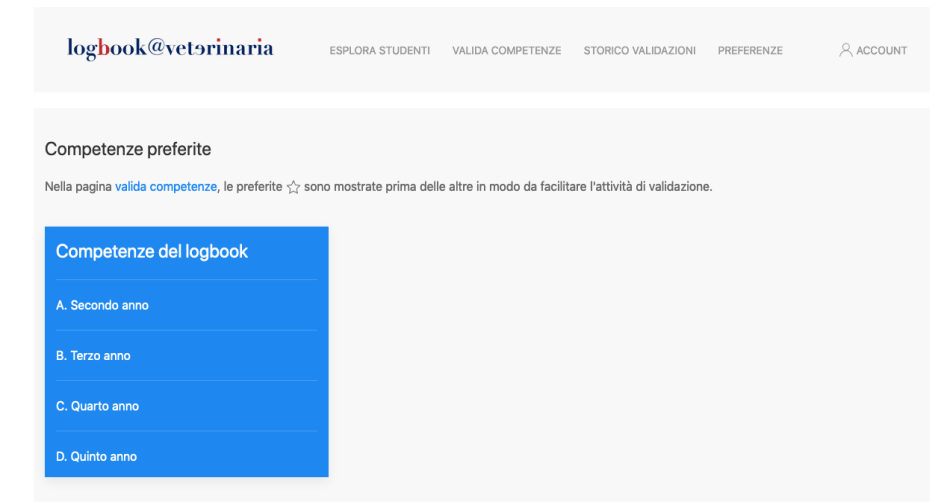 logbook@veterinaria
ESPLORA STUDENTI VALIDA COMPETENZE STORICO VALIDAZIONI PREFERENZE ACCOUNT
Competenze preferite
Nella pagina valida competenze, le preferite ☆ sono mostrate prima delle altre in modo da facilitare l'attività di validazione.
Competenze del logbook
A. Secondo anno
B. Terzo anno
C. Quarto anno
D. Quinto anno